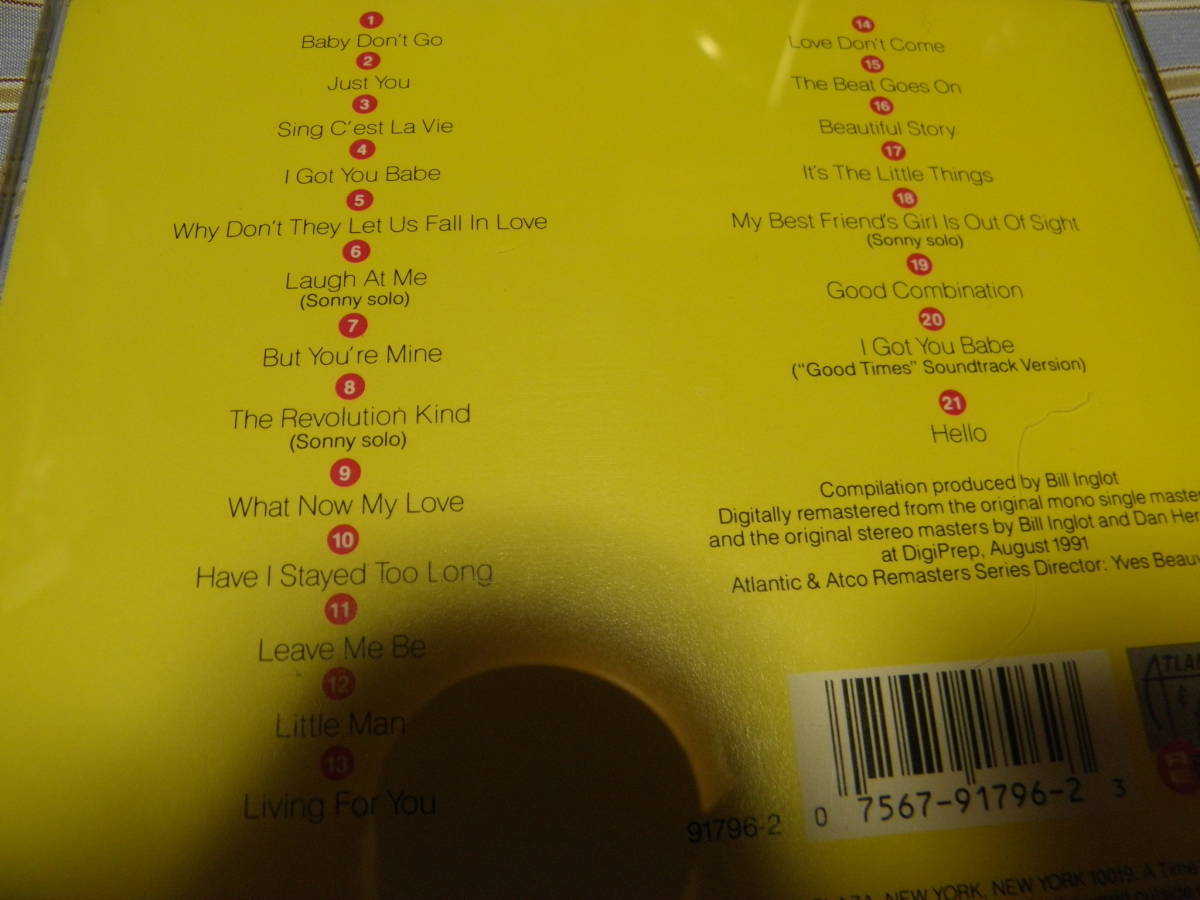 1
Baby Don't Go
2
Just You
3
Sing C'est La Vie
4
I Got You Babe
5
Why Don't They Let Us Fall In Love
6
Laugh At Me
(Sonny solo)
7
But You're Mine
8
The Revolution Kind
(Sonny solo)
9
What Now My Love
10
Have I Stayed Too Long
11
Leave Me Be
12
Little Man
13
Living For You
14
Love Don't Come
15
The Beat Goes On
16
Beautiful Story
17
It's The Little Things
18
My Best Friend's Girl Is Out Of Sight
(Sonny solo)
19
Good Combination
20
I Got You Babe
("Good Times" Soundtrack Version)
21
Hello
Compilation produced by Bill Inglot
Digitally remastered from the original mono single master
and the original stereo masters by Bill Inglot and Dan Her
at DigiPrep, August 1991
Atlantic & Atco Remasters Series Director: Yves Beauv
91796-2
0 7567-91796-2 3
NEW YORK, NEW YORK 10019. A Time